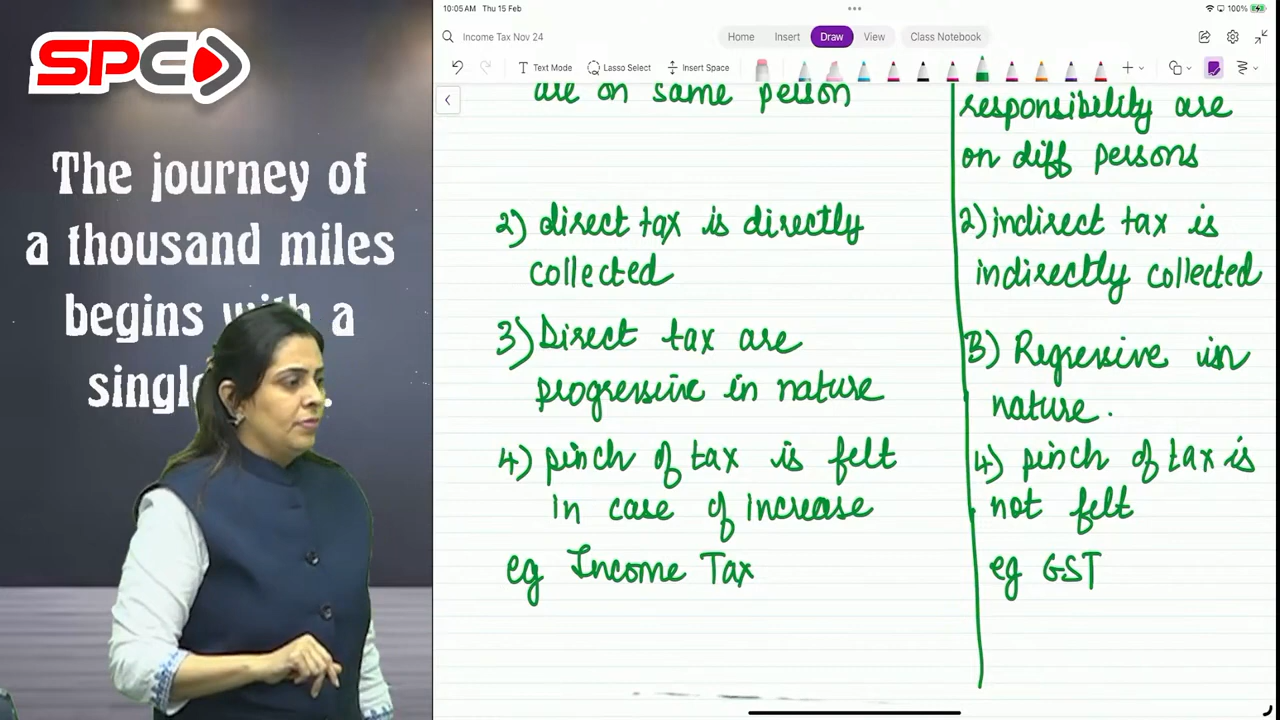 SPC
The journey of
a thousand miles
begins with a
singl
10:05 AM Thu 15 Feb
100%
Income Tax Nov 24
Home Insert Draw View Class Notebook
Text Mode Lasso Select Insert Space
are on same person
2) direct tax is directly
collected
3) Direct tax are
progressive in nature
4) pinch of tax is felt
in case of increase
eg Income Tax
responsibility are
on diff persons
2) indirect tax is
indirectly collected
3) Regressive in
nature.
4) pinch of tax is
not felt
eg GST